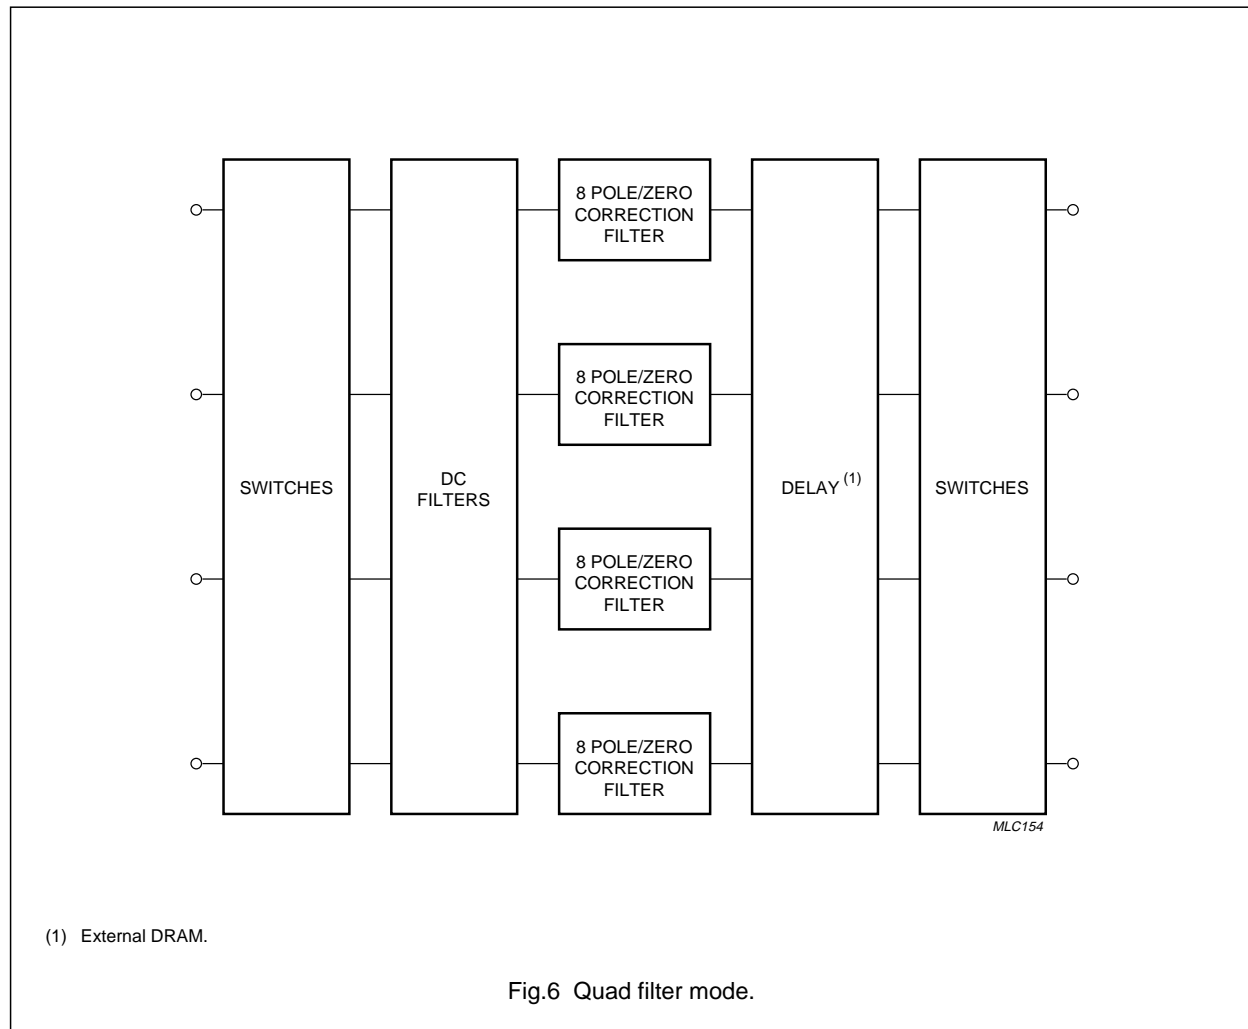 8 POLE/ZERO
CORRECTION
FILTER
8 POLE/ZERO
CORRECTION
FILTER
SWITCHES
DC
FILTERS
DELAY (1)
SWITCHES
8 POLE/ZERO
CORRECTION
FILTER
8 POLE/ZERO
CORRECTION
FILTER
MLC154
(1) External DRAM.
Fig.6 Quad filter mode.